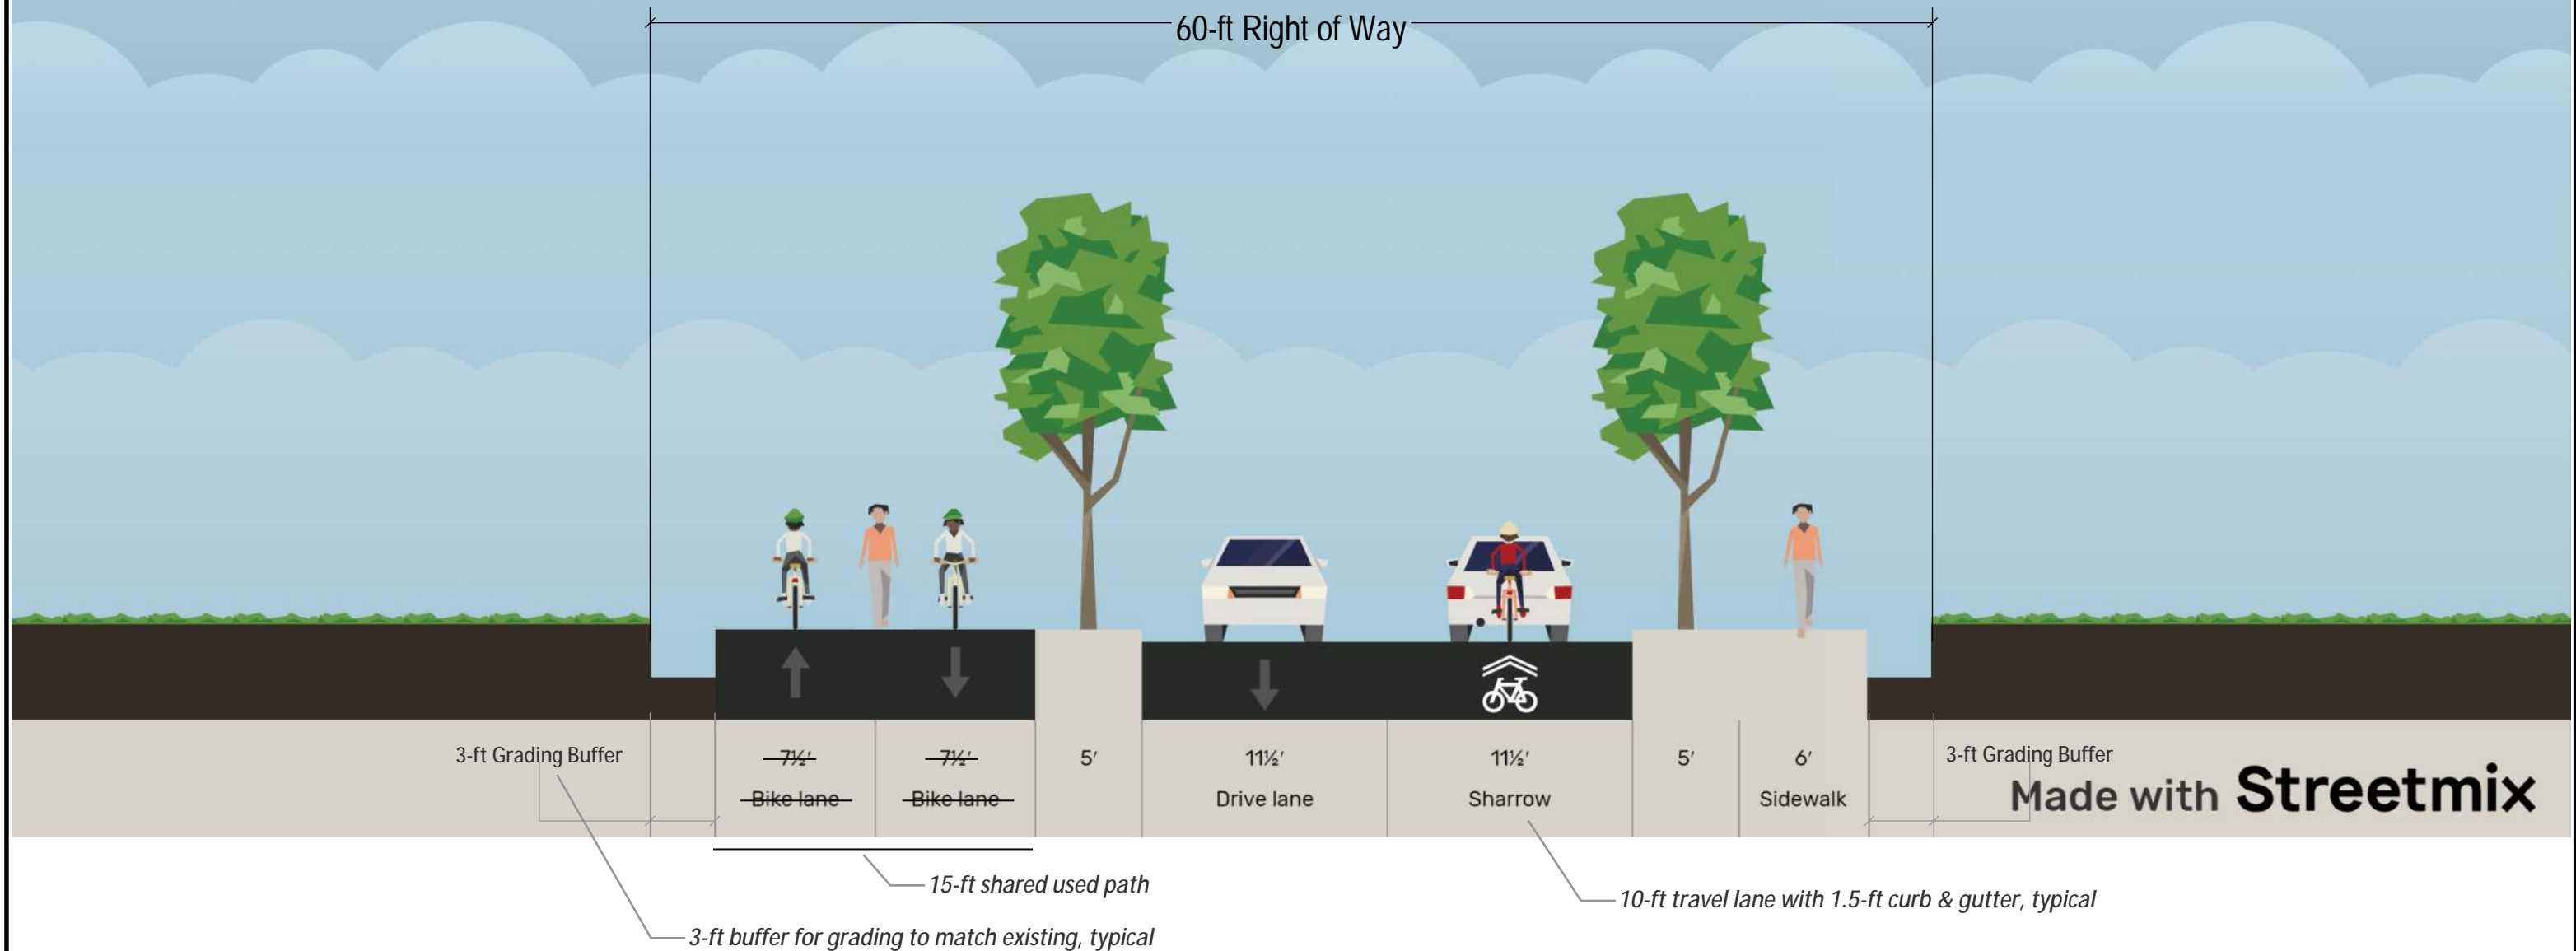 60-ft Right of Way
3-ft Grading Buffer
7½′
7½′
5′
11½′
11½′
5′
6′
3-ft Grading Buffer
Bike lane
Bike lane
Drive lane
Sharrow
Sidewalk
Made with Streetmix
15-ft shared used path
10-ft travel lane with 1.5-ft curb & gutter, typical
3-ft buffer for grading to match existing, typical